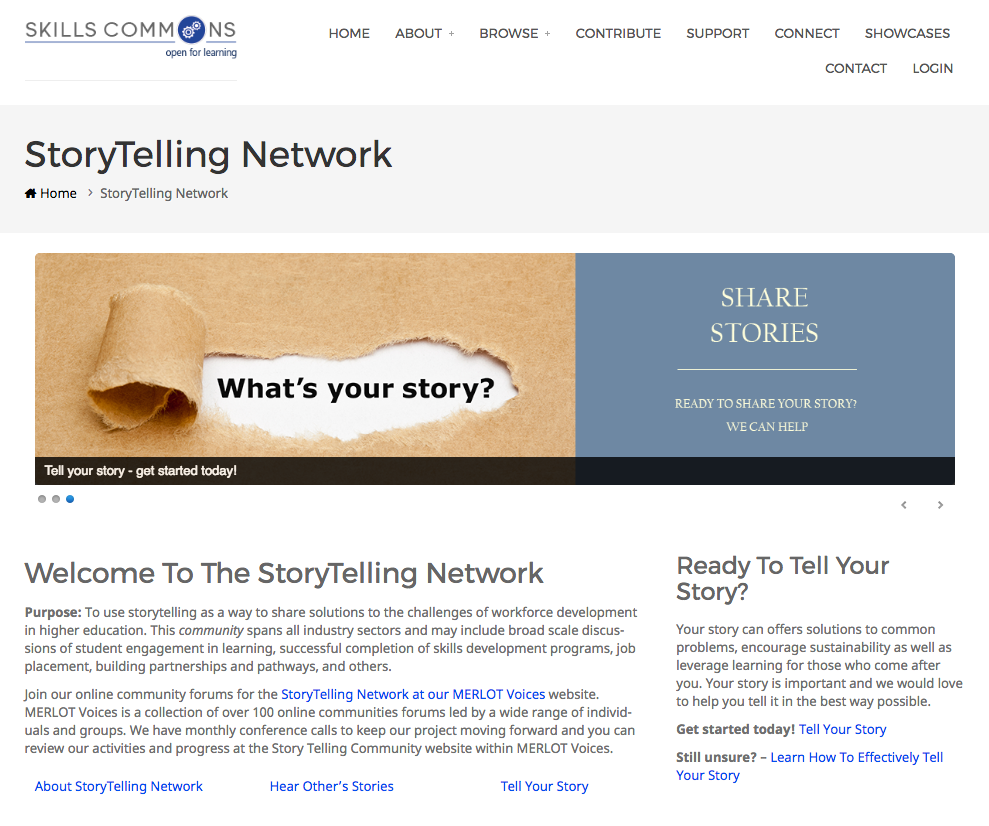 SKILLS COMMONS
open for learning
HOME ABOUT + BROWSE + CONTRIBUTE SUPPORT CONNECT SHOWCASES
CONTACT LOGIN
StoryTelling Network
Home > StoryTelling Network
What's your story?
SHARE
STORIES
READY TO SHARE YOUR STORY?
WE CAN HELP
Tell your story - get started today!
Welcome To The StoryTelling Network
Purpose: To use storytelling as a way to share solutions to the challenges of workforce development
in higher education. This community spans all industry sectors and may include broad scale discus-
sions of student engagement in learning, successful completion of skills development programs, job
placement, building partnerships and pathways, and others.
Join our online community forums for the StoryTelling Network at our MERLOT Voices website.
MERLOT Voices is a collection of over 100 online communities forums led by a wide range of individ-
uals and groups. We have monthly conference calls to keep our project moving forward and you can
review our activities and progress at the Story Telling Community website within MERLOT Voices.
About StoryTelling Network Hear Other's Stories Tell Your Story
Ready To Tell Your
Story?
Your story can offers solutions to common
problems, encourage sustainability as well as
leverage learning for those who come after
you. Your story is important and we would love
to help you tell it in the best way possible.
Get started today! Tell Your Story
Still unsure? – Learn How To Effectively Tell
Your Story